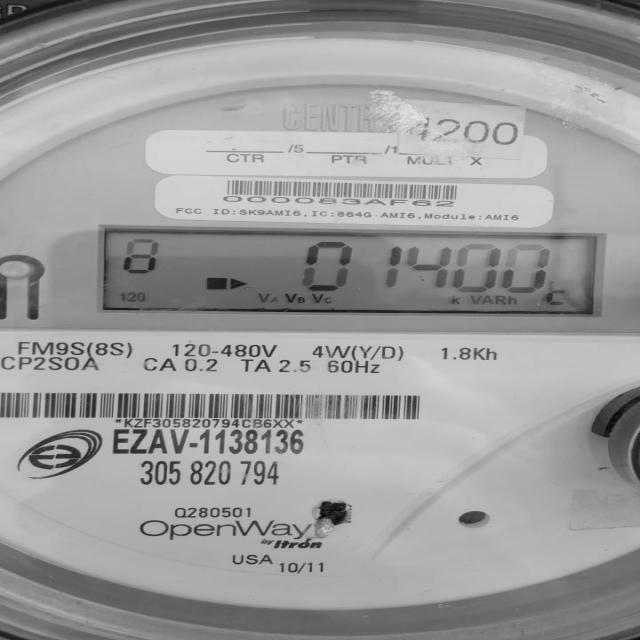 CENTR
4200
/5 /1
CTR PTR MULT X
000083AF62
FCC ID:SK9AMI6, IC:864G-AMI6, Module:AMI6
8 01400
120 VA VB VC k VARh C
FM9S(8S) 120-480V 4W(Y/D) 1.8Kh
CP2SOA CA 0.2 TA 2.5 60Hz
*KZF305820794CB6XX*
EZAV-1138136
305 820 794
Q280501
OpenWay
by Itrón
USA 10/11